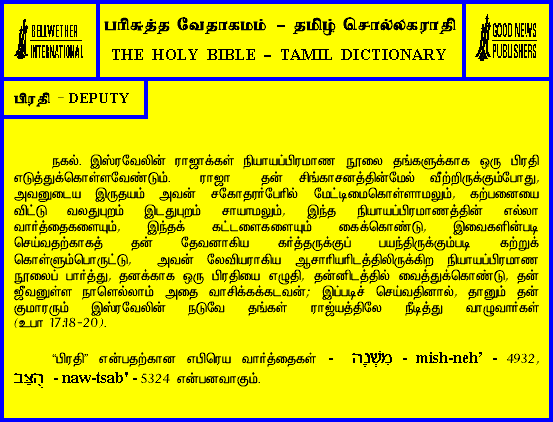 BELLWETHER
INTERNATIONAL
பரிசுத்த வேதாகமம் – தமிழ் சொல்லகராதி
THE HOLY BIBLE – TAMIL DICTIONARY
GOOD NEWS
PUBLISHERS
பிரதி - DEPUTY
நகல். இஸ்ரவேலின் ராஜாக்கள் நியாயப்பிரமாண நூலை தங்களுக்காக ஒரு பிரதி
எடுத்துக்கொள்ளவேண்டும். ராஜா தன் சிங்காசனத்தின்மேல் வீற்றிருக்கும்போது,
அவனுடைய இருதயம் அவன் சகோதரர்பேரில் மேட்டிமைகொள்ளாமலும், கற்பனையை
விட்டு வலதுபுறம் இடதுபுறம் சாயாமலும், இந்த நியாயப்பிரமாணத்தின் எல்லா
வார்த்தைகளையும், இந்தக் கட்டளைகளையும் கைக்கொண்டு, இவைகளின்படி
செய்வதற்காகத் தன் தேவனாகிய கர்த்தருக்குப் பயந்திருக்கும்படி கற்றுக்
கொள்ளும்பொருட்டு, அவன் லேவியராகிய ஆசாரியரிடத்திலிருக்கிற நியாயப்பிரமாண
நூலைப் பார்த்து, தனக்காக ஒரு பிரதியை எழுதி, தன்னிடத்தில் வைத்துக்கொண்டு, தன்
ஜீவனுள்ள நாளெல்லாம் அதை வாசிக்கக்கடவன்; இப்படிச் செய்வதினால், தானும் தன்
குமாரரும் இஸ்ரவேலின் நடுவே தங்கள் ராஜ்யத்திலே நீடித்து வாழுவார்கள்
(உபா 17:18-20).
“பிரதி” என்பதற்கான எபிரெய வார்த்தைகள் - מִשְׁנֶה - mish-neh’ - 4932,
נְצָב - naw-tsab’ - 5324 என்பனவாகும்.